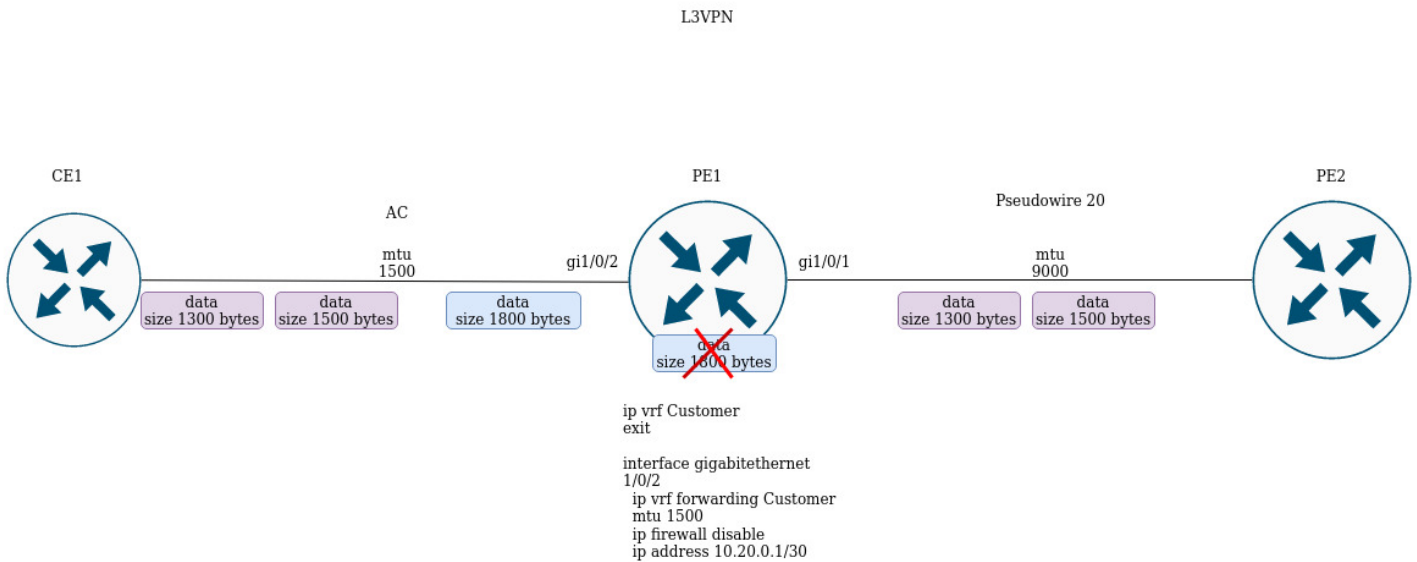 L3VPN
CE1
PE1
PE2
Pseudowire 20
AC
mtu
1500
gi1/0/2
gi1/0/1
mtu
9000
data
size 1300 bytes
data
size 1500 bytes
data
size 1800 bytes
data
size 1300 bytes
data
size 1500 bytes
data
size 1800 bytes
ip vrf Customer
exit
interface gigabitethernet
1/0/2
ip vrf forwarding Customer
mtu 1500
ip firewall disable
ip address 10.20.0.1/30